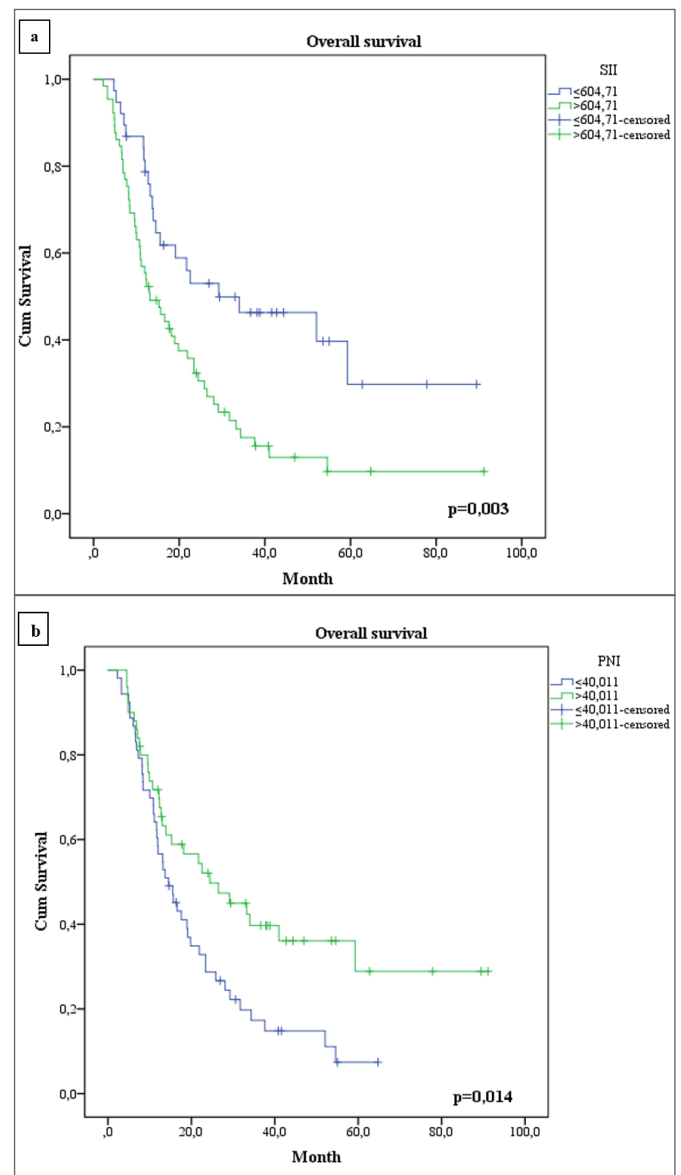 a
Overall survival
SII
≤604,71
>604,71
≤604,71-censored
>604,71-censored
1,0
0,8
0,6
0,4
0,2
0,0
Cum Survival
p=0,003
,0 20,0 40,0 60,0 80,0 100,0
Month
b
Overall survival
PNI
≤40,011
>40,011
≤40,011-censored
>40,011-censored
1,0
0,8
0,6
0,4
0,2
0,0
Cum Survival
p=0,014
,0 20,0 40,0 60,0 80,0 100,0
Month